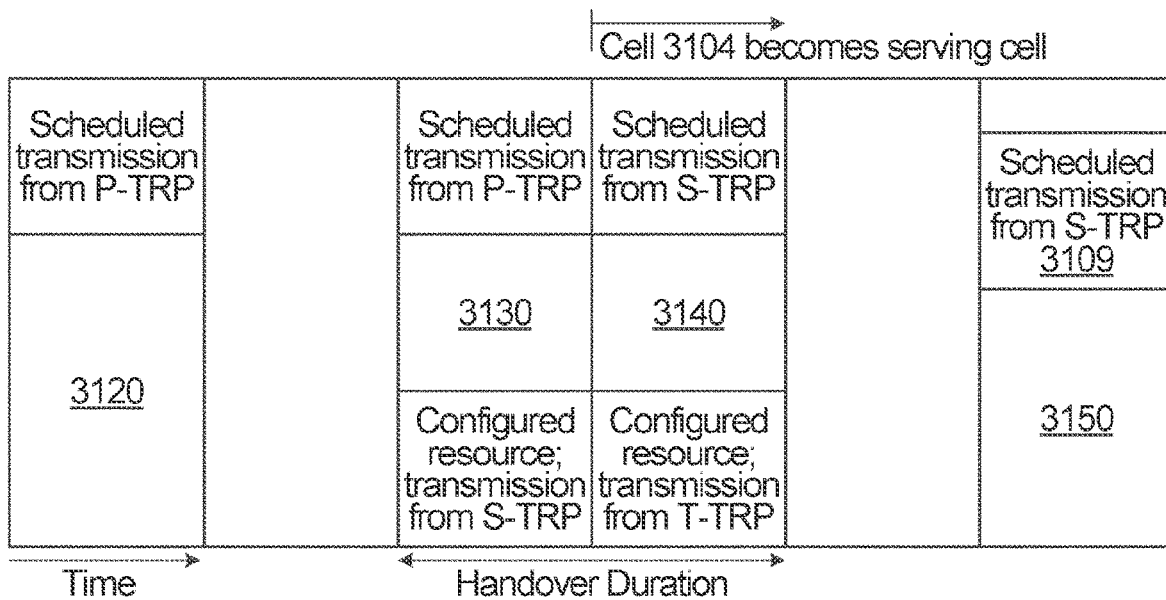 Cell 3104 becomes serving cell
Scheduled
transmission
from P-TRP
3120
Scheduled
transmission
from P-TRP
3130
Configured
resource;
transmission
from S-TRP
Scheduled
transmission
from S-TRP
3140
Configured
resource;
transmission
from T-TRP
Scheduled
transmission
from S-TRP
3109
3150
Time
Handover Duration